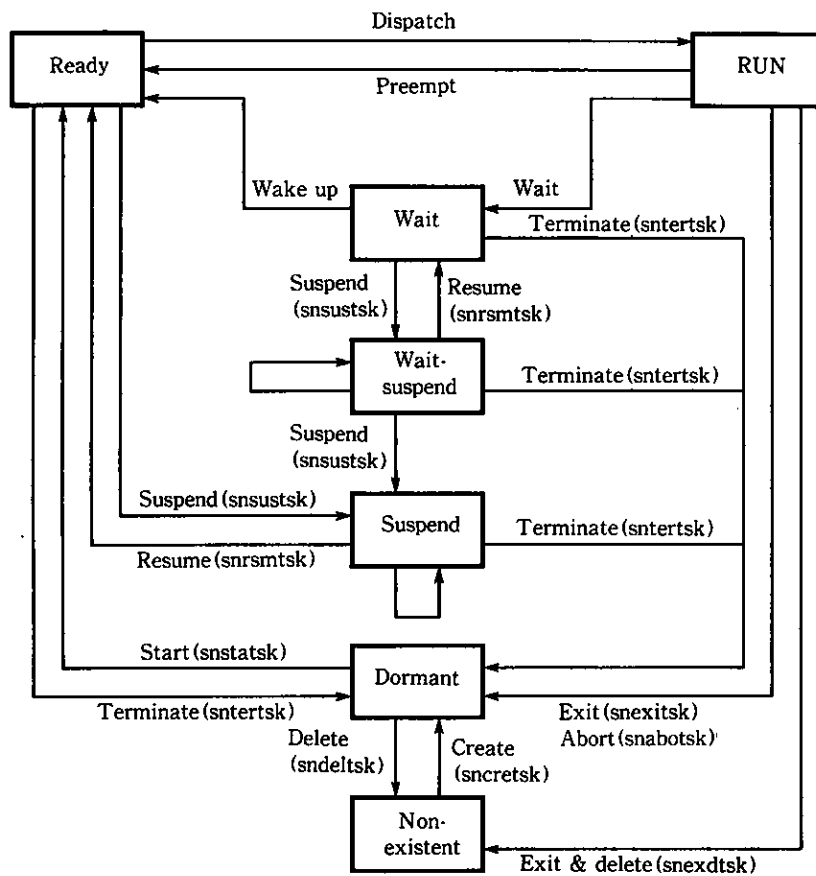 Dispatch
Ready
RUN
Preempt
Wake up
Wait
Wait
Terminate (sntertsk)
Suspend
(snsustsk)
Resume
(snrsmtsk)
Wait-
suspend
Terminate (sntertsk)
Suspend
(snsustsk)
Suspend (snsustsk)
Suspend
Terminate (sntertsk)
Resume (snrsmtsk)
Start (snstatsk)
Dormant
Terminate (sntertsk)
Exit (snexitsk)
Abort (snabotsk)
Delete
(sndeltsk)
Create
(sncretsk)
Non-
existent
Exit & delete (snexdtsk)